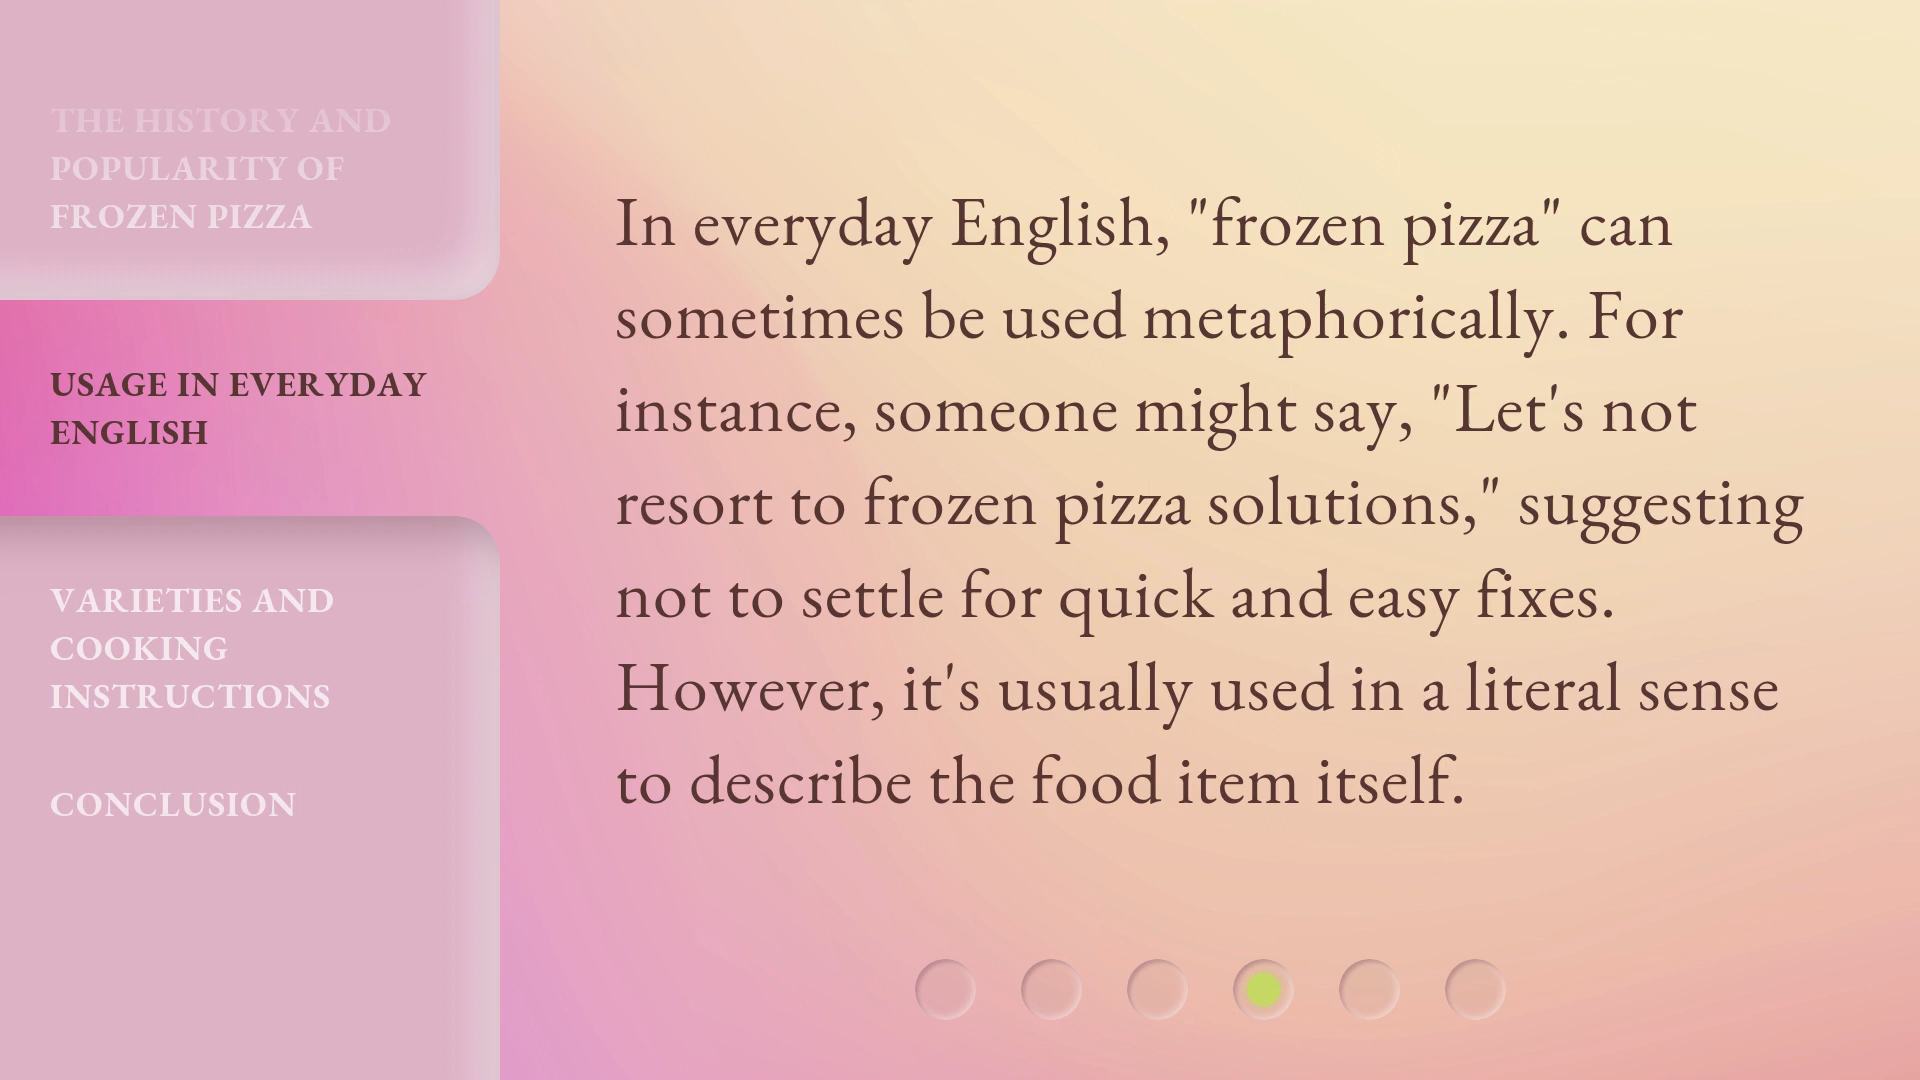 THE HISTORY AND
POPULARITY OF
FROZEN PIZZA
USAGE IN EVERYDAY
ENGLISH
VARIETIES AND
COOKING
INSTRUCTIONS
CONCLUSION
In everyday English, "frozen pizza" can
sometimes be used metaphorically. For
instance, someone might say, "Let's not
resort to frozen pizza solutions," suggesting
not to settle for quick and easy fixes.
However, it's usually used in a literal sense
to describe the food item itself.